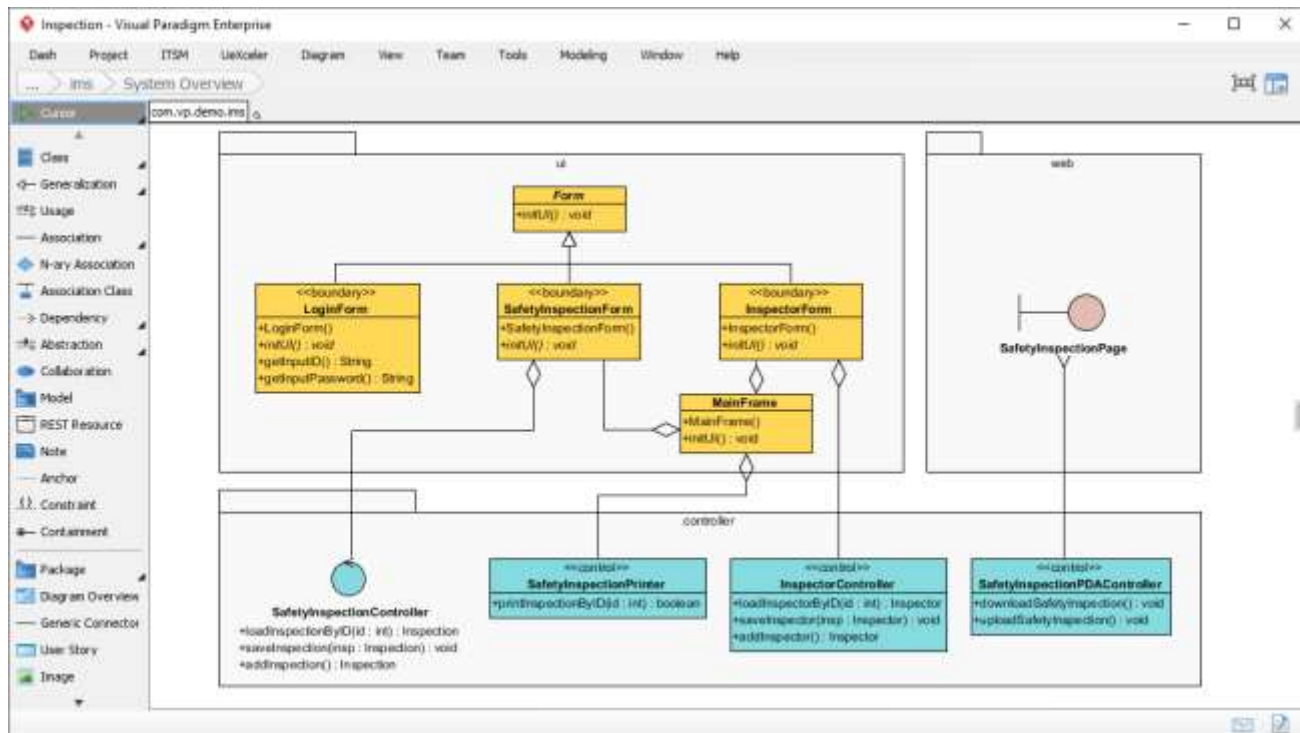 Inspection - Visual Paradigm Enterprise
Dash Project ITSM UeXceler Diagram View Team Tools Modeling Window Help
... ims System Overview
Cursor
com.vp.demo.ims
Class
Generalization
Usage
Association
N-ary Association
Association Class
Dependency
Abstraction
Collaboration
Model
REST Resource
Note
Anchor
Constraint
Containment
Package
Diagram Overview
Generic Connector
User Story
Image
ui
Form
+initUI() : void
<<boundary>>
LoginForm
+LoginForm()
+initUI() : void
+getInputID() : String
+getInputPassword() : String
<<boundary>>
SafetyInspectionForm
+SafetyInspectionForm()
+initUI() : void
<<boundary>>
InspectorForm
+InspectorForm()
+initUI() : void
MainFrame
+MainFrame()
+initUI() : void
web
SafetyInspectionPage
controller
SafetyInspectionController
+loadInspectionByID(id : int) : Inspection
+saveInspection(insp : Inspection) : void
+addInspection() : Inspection
<<control>>
SafetyInspectionPrinter
+printInspectionByID(id : int) : boolean
<<control>>
InspectorController
+loadInspectorByID(id : int) : Inspector
+saveInspector(insp : Inspector) : void
+addInspector() : Inspector
<<control>>
SafetyInspectionPDAController
+downloadSafetyInspection() : void
+uploadSafetyInspection() : void